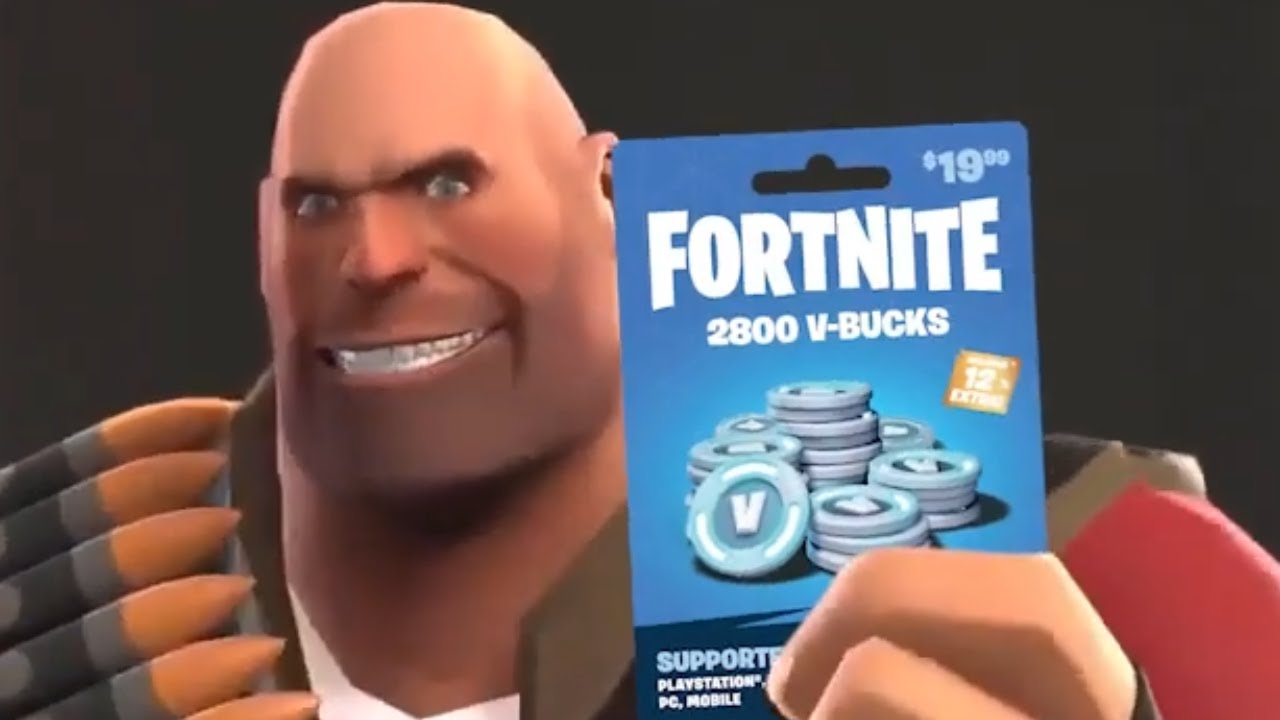 $19.99
FORTNITE
2800 V-BUCKS
12%
EXTRA!
V
SUPPORTE
PLAYSTATION®,
PC, MOBILE